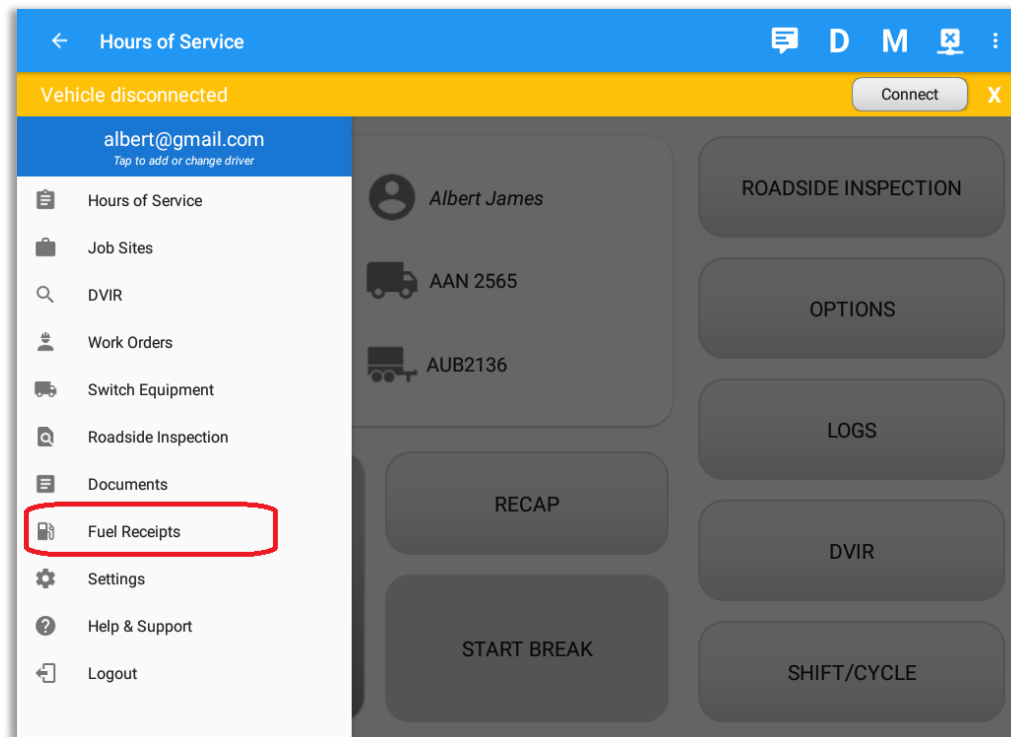 Hours of Service
D M
Vehicle disconnected
Connect
X
albert@gmail.com
Tap to add or change driver
Hours of Service
Job Sites
DVIR
Work Orders
Switch Equipment
Roadside Inspection
Documents
Fuel Receipts
Settings
Help & Support
Logout
Albert James
AAN 2565
AUB2136
RECAP
START BREAK
ROADSIDE INSPECTION
OPTIONS
LOGS
DVIR
SHIFT/CYCLE